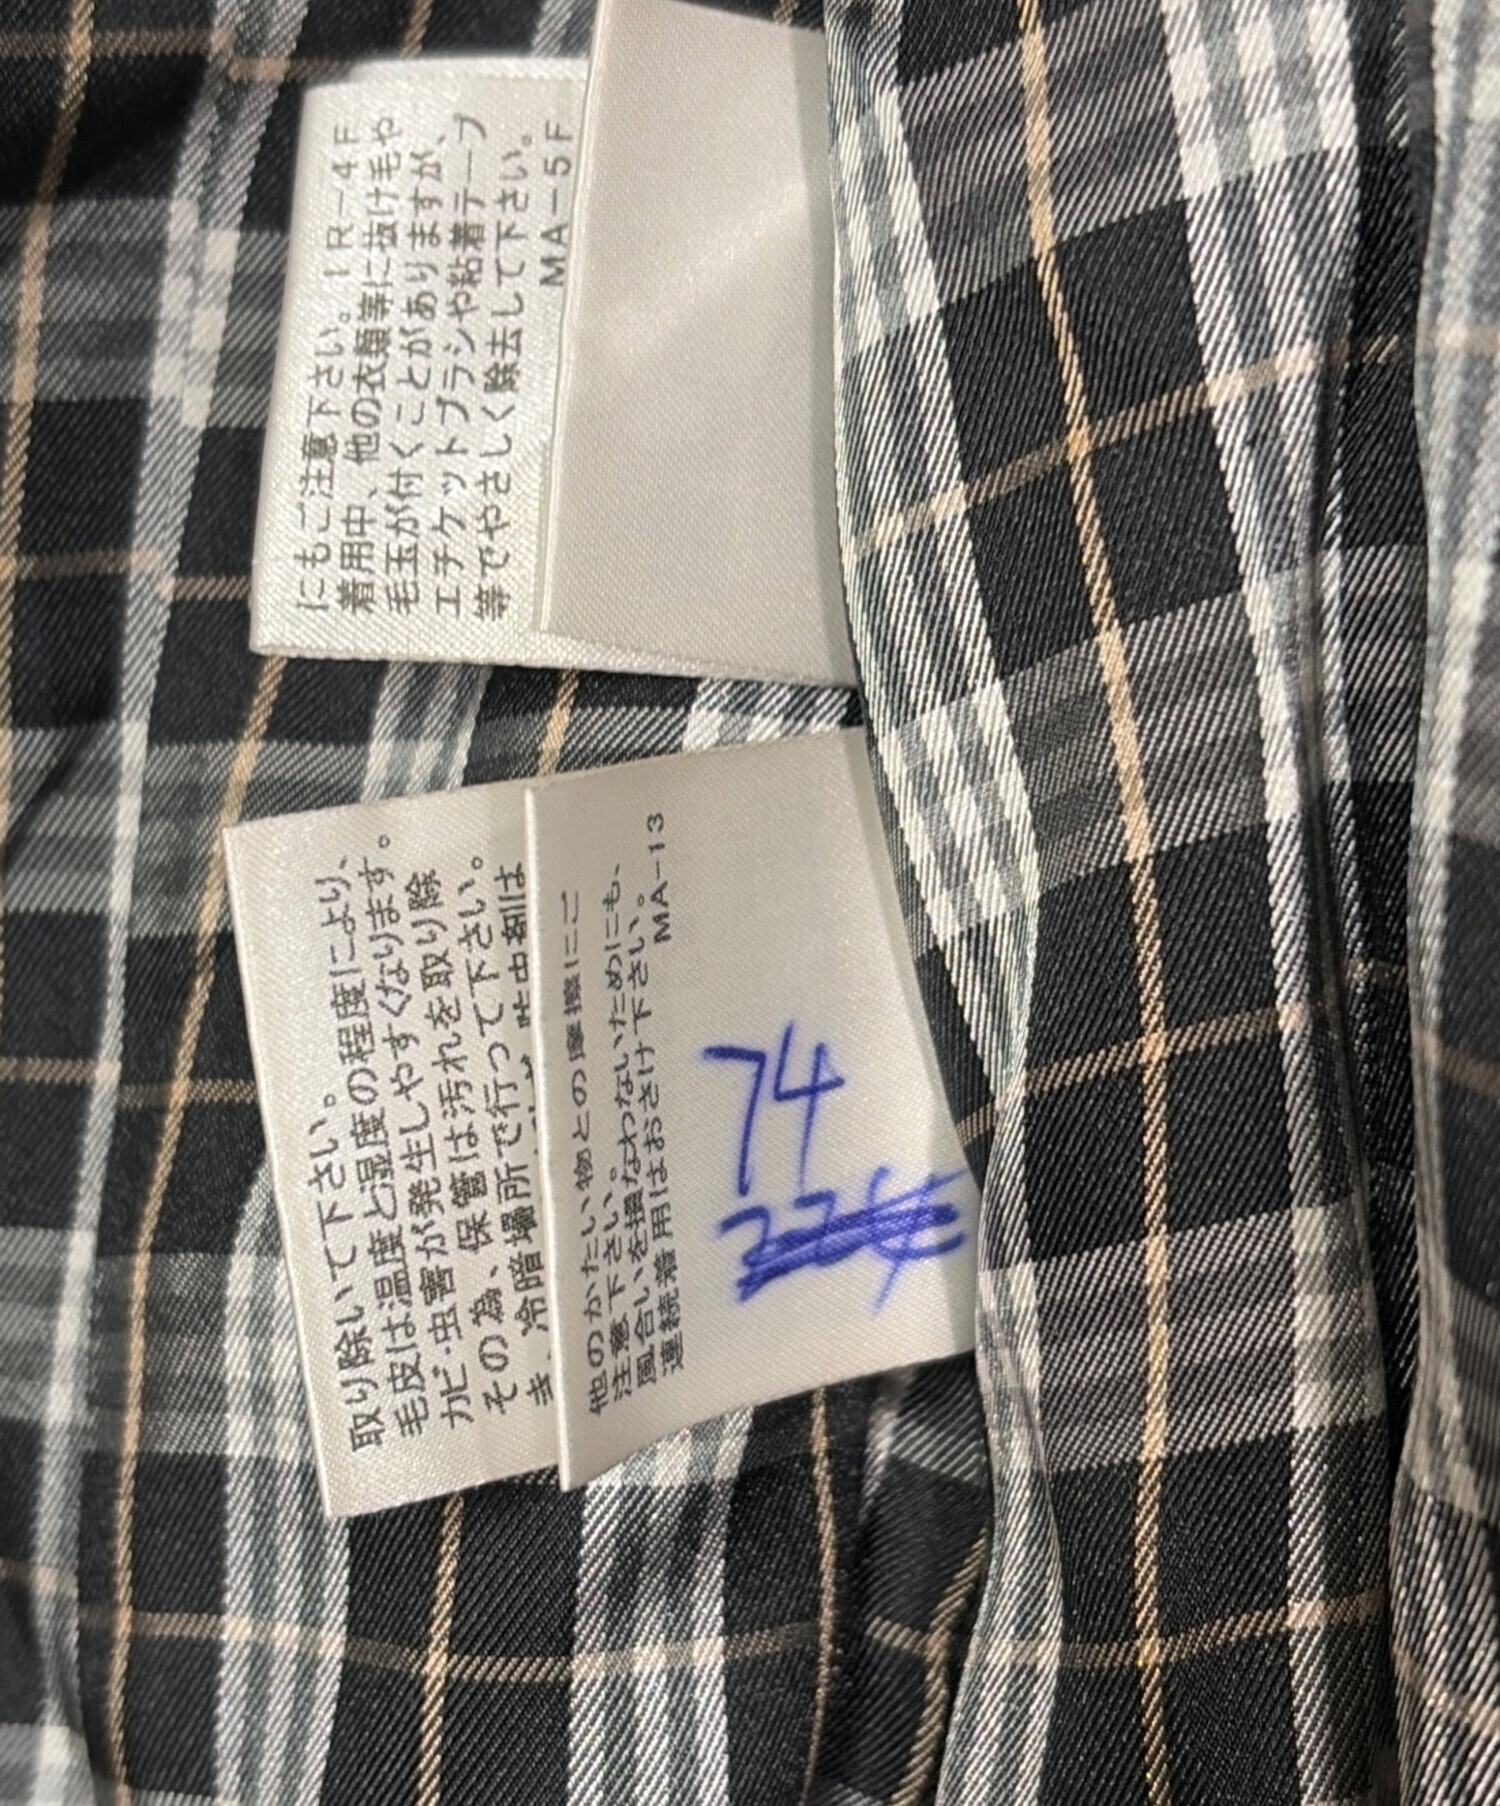 にもご注意下さい。IR-4F
着用中、他の衣類等に抜け毛や
毛玉が付くことがありますが、
エチケットブラシや粘着テープ
等でやさしく除去して下さい。
MA-5F
取り除いて下さい。
毛皮は温度と湿度の程度により、
カビ・虫害が発生しやすくなります。
その為、保管は汚れを取り除
き、冷暗場所で行って下さい。
他のかたい物との摩擦にご
注意下さい。
風合いを損なわないためにも、
連続着用はおさけ下さい。
MA-13
74
224